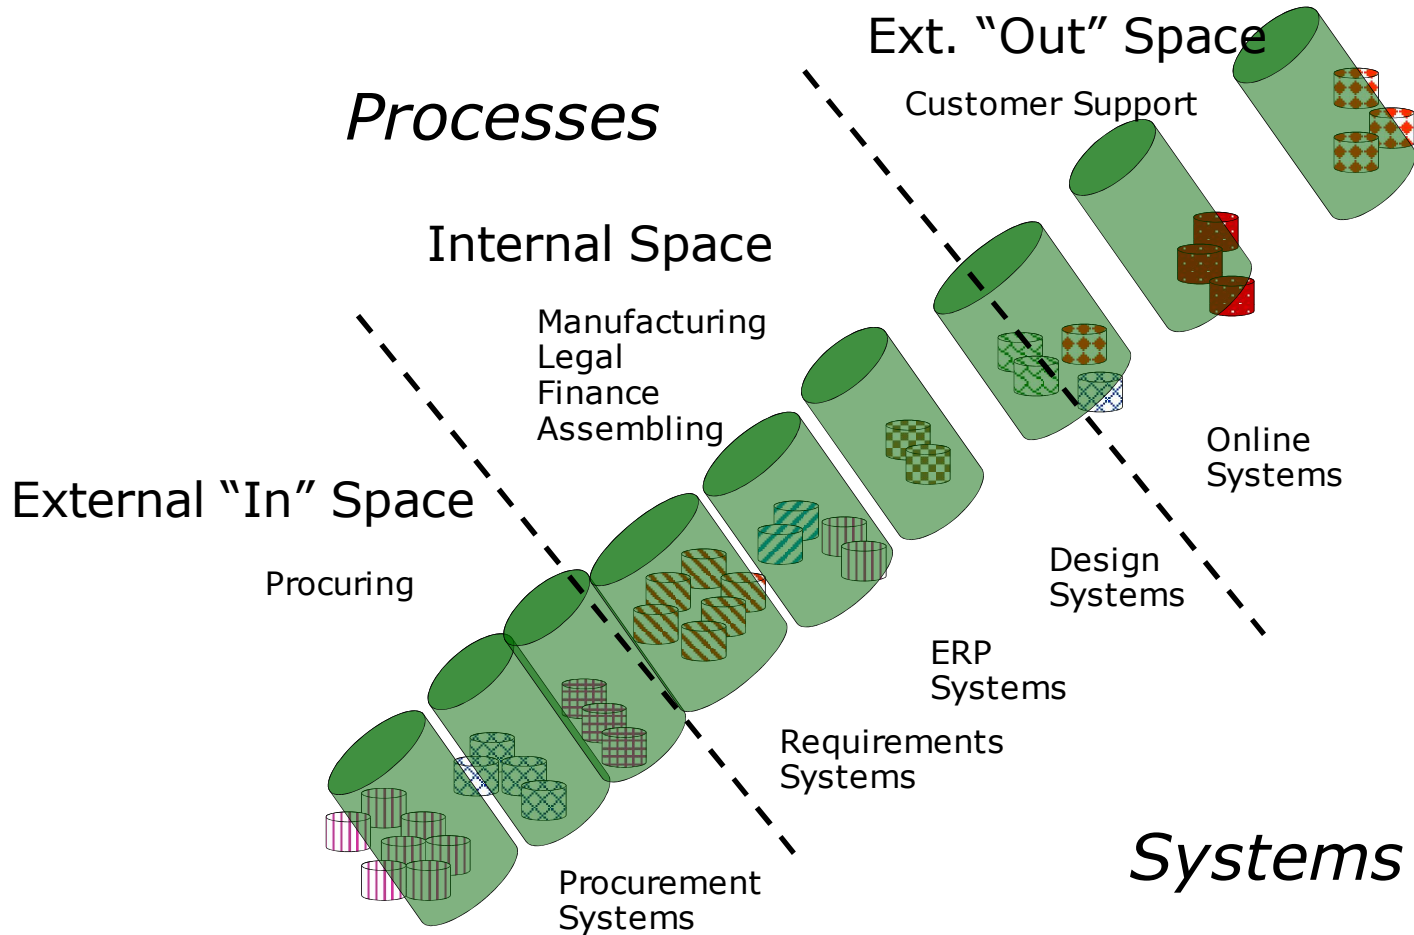 Ext. “Out” Space
Customer Support
Processes
Internal Space
Manufacturing
Legal
Finance
Assembling
External “In” Space
Procuring
Online
Systems
Design
Systems
ERP
Systems
Requirements
Systems
Procurement
Systems
Systems